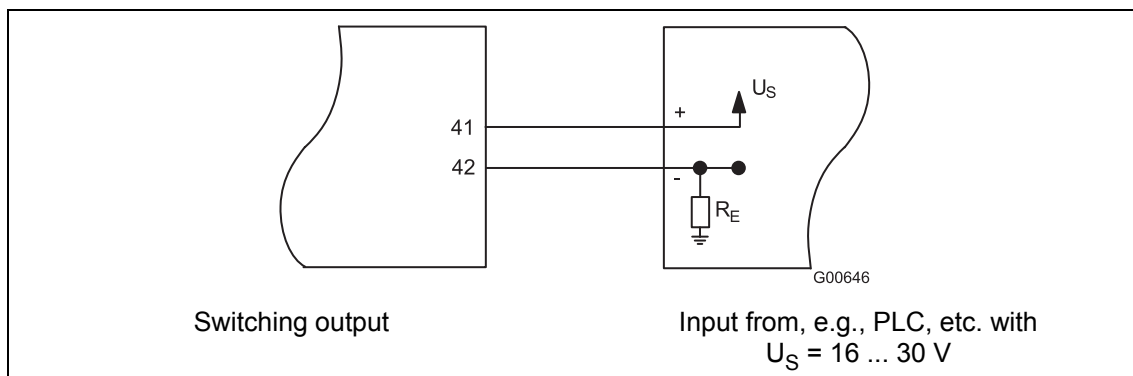 U_S
+
41
42
-
R_E
G00646
Switching output
Input from, e.g., PLC, etc. with
U_S = 16 ... 30 V